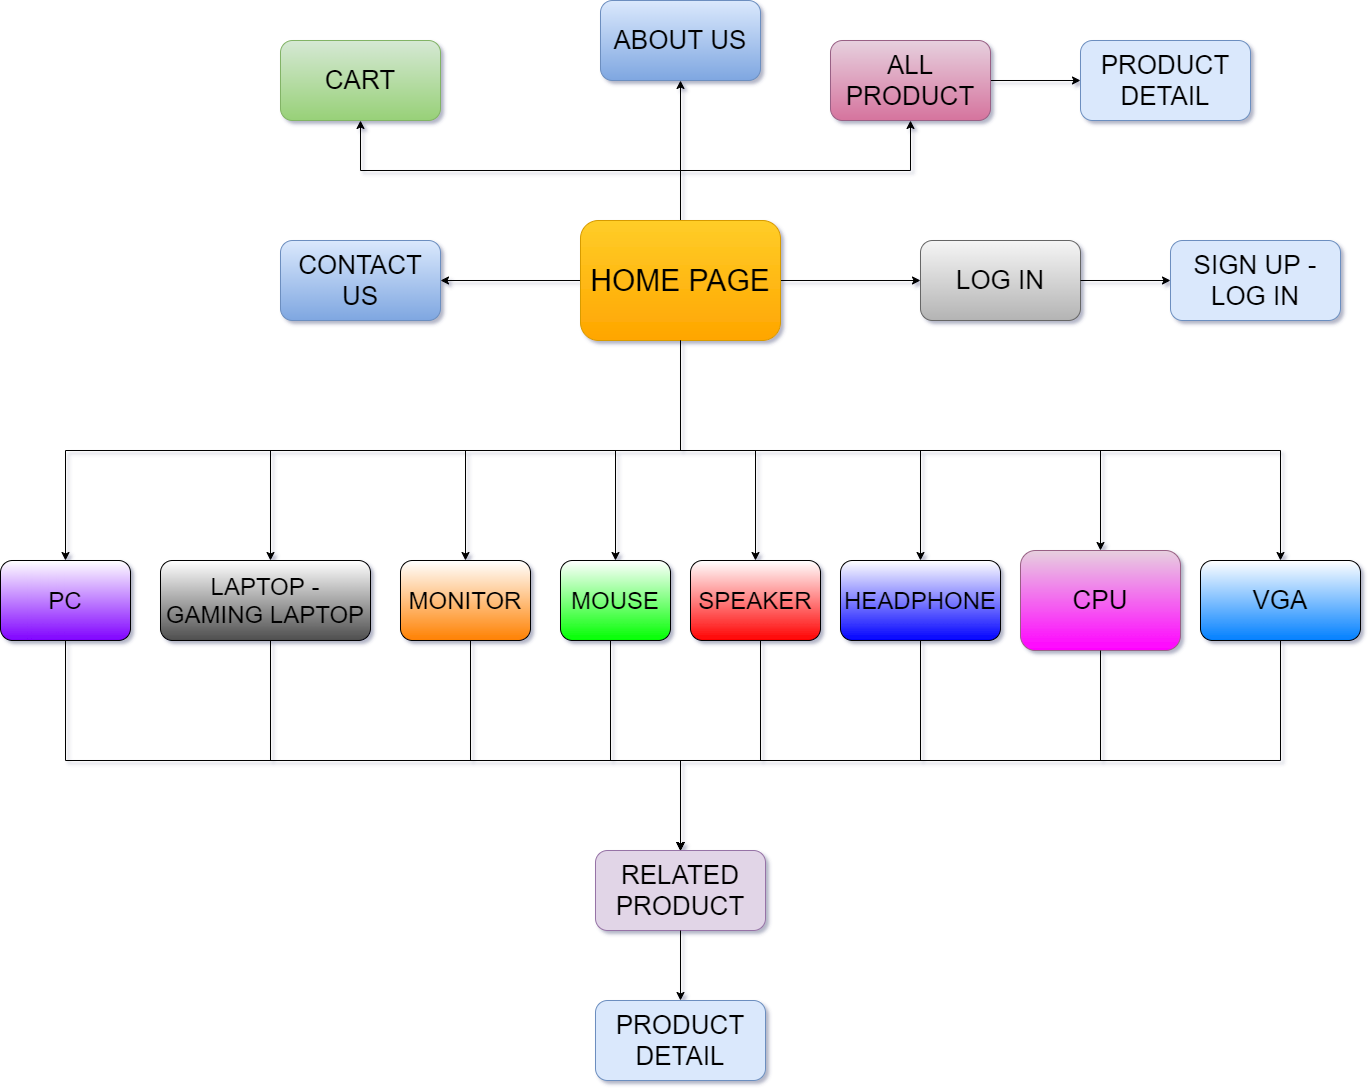 ABOUT US
CART
ALL
PRODUCT
PRODUCT
DETAIL
CONTACT
US
HOME PAGE
LOG IN
SIGN UP -
LOG IN
PC
LAPTOP -
GAMING LAPTOP
MONITOR
MOUSE
SPEAKER
HEADPHONE
CPU
VGA
RELATED
PRODUCT
PRODUCT
DETAIL